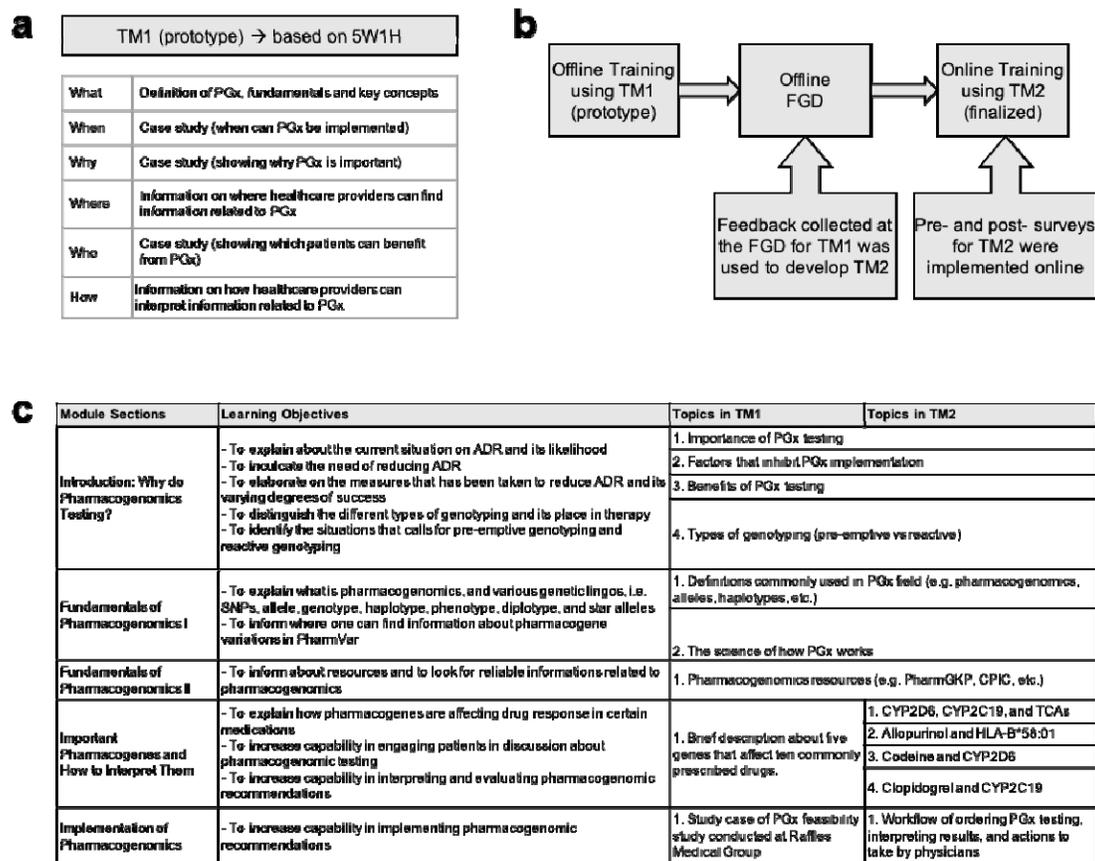 a
TM1 (prototype) → based on 5W1H
What
Definition of PGx, fundamentals and key concepts
When
Case study (when can PGx be implemented)
Why
Case study (showing why PGx is important)
Where
Information on where healthcare providers can find
information related to PGx
Who
Case study (showing which patients can benefit
from PGx)
How
Information on how healthcare providers can
interpret information related to PGx
b
Offline Training
using TM1
(prototype)
Offline
FGD
Online Training
using TM2
(finalized)
Feedback collected at
the FGD for TM1 was
used to develop TM2
Pre- and post- surveys
for TM2 were
implemented online
c
Module Sections
Learning Objectives
Topics in TM1
Topics in TM2
Introduction: Why do
Pharmacogenomics
Testing?
- To explain about the current situation on ADR and its likelihood
- To inculcate the need of reducing ADR
- To elaborate on the measures that has been taken to reduce ADR and its
varying degrees of success
- To distinguish the different types of genotyping and its place in therapy
- To identify the situations that calls for pre-emptive genotyping and
reactive genotyping
1. Importance of PGx testing
2. Factors that inhibit PGx implementation
3. Benefits of PGx testing
4. Types of genotyping (pre-emptive vs reactive)
Fundamentals of
Pharmacogenomics I
- To explain what is pharmacogenomics, and various genetic lingos, i.e.
SNPs, allele, genotype, haplotype, phenotype, diplotype, and star alleles
- To inform where one can find information about pharmacogene
variations in PharmVar
1. Definitions commonly used in PGx field (e.g. pharmacogenomics,
alleles, haplotypes, etc.)
2. The science of how PGx works
Fundamentals of
Pharmacogenomics II
- To inform about resources and to look for reliable informations related to
pharmacogenomics
1. Pharmacogenomics resources (e.g. PharmGKP, CPIC, etc.)
Important
Pharmacogenes and
How to Interpret Them
- To explain how pharmacogenes are affecting drug response in certain
medications
- To increase capability in engaging patients in discussion about
pharmacogenomic testing
- To increase capability in interpreting and evaluating pharmacogenomic
recommendations
1. Brief description about five
genes that affect ten commonly
prescribed drugs.
1. CYP2D6, CYP2C19, and TCAs
2. Allopurinol and HLA-B*58:01
3. Codeine and CYP2D6
4. Clopidogrel and CYP2C19
Implementation of
Pharmacogenomics
- To increase capability in implementing pharmacogenomic
recommendations
1. Study case of PGx feasibility
study conducted at Raffles
Medical Group
1. Workflow of ordering PGx testing,
interpreting results, and actions to
take by physicians